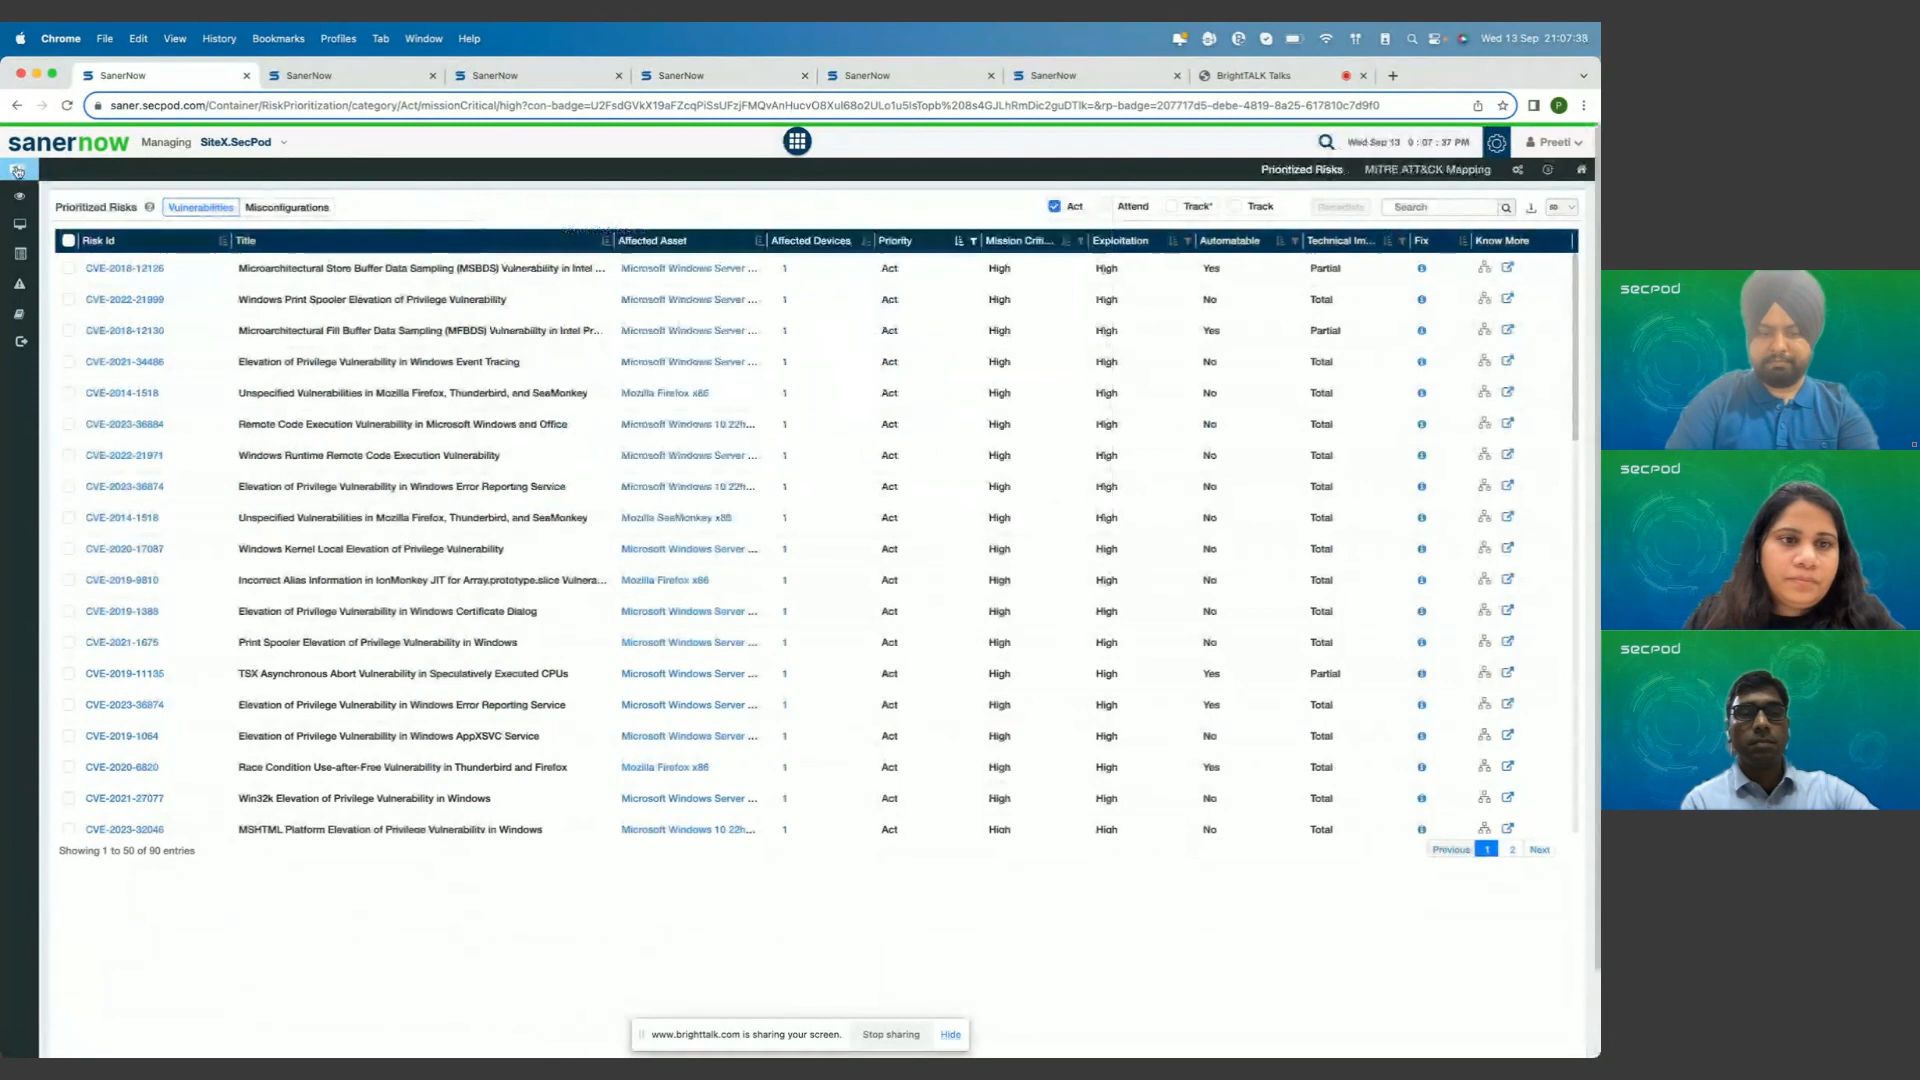 Chrome File Edit View History Bookmarks Profiles Tab Window Help Wed 13 Sep 21:07:38
SanerNow SanerNow SanerNow SanerNow SanerNow SanerNow BrightTALK Talks
saner.secpod.com/Container/RiskPrioritization/category/Act/missionCritical/high?con-badge=U2FsdGVkX19aFZcqPiSsUFzjFMQvAnHucvO8XuI68o2ULo1u5IsTopb%208s4GJLhRmDic2guDTIk=&rp-badge=207717d5-debe-4819-8a25-617810c7d9f0
sanernow Managing SiteX.SecPod Preeti
Prioritized Risks MITRE ATT&CK Mapping
Prioritized Risks Vulnerabilities Misconfigurations Act Attend Track* Track Search 50
Risk Id Title Affected Asset Affected Devices Priority Mission Criti... Exploitation Automatable Technical Im... Fix Know More
CVE-2018-12126 Microarchitectural Store Buffer Data Sampling (MSBDS) Vulnerability in Intel ... Microsoft Windows Server ... 1 Act High High Yes Partial
CVE-2022-21999 Windows Print Spooler Elevation of Privilege Vulnerability Microsoft Windows Server ... 1 Act High High No Total
CVE-2018-12130 Microarchitectural Fill Buffer Data Sampling (MFBDS) Vulnerability in Intel Pr... Microsoft Windows Server ... 1 Act High High Yes Partial
CVE-2021-34486 Elevation of Privilege Vulnerability in Windows Event Tracing Microsoft Windows Server ... 1 Act High High No Total
CVE-2014-1518 Unspecified Vulnerabilities in Mozilla Firefox, Thunderbird, and SeaMonkey Mozilla Firefox x86 1 Act High High No Total
CVE-2023-36884 Remote Code Execution Vulnerability in Microsoft Windows and Office Microsoft Windows 10 22h... 1 Act High High No Total
CVE-2022-21971 Windows Runtime Remote Code Execution Vulnerability Microsoft Windows Server ... 1 Act High High No Total
CVE-2023-36874 Elevation of Privilege Vulnerability in Windows Error Reporting Service Microsoft Windows 10 22h... 1 Act High High No Total
CVE-2014-1518 Unspecified Vulnerabilities in Mozilla Firefox, Thunderbird, and SeaMonkey Mozilla SeaMonkey x86 1 Act High High No Total
CVE-2020-17087 Windows Kernel Local Elevation of Privilege Vulnerability Microsoft Windows Server ... 1 Act High High No Total
CVE-2019-9810 Incorrect Alias Information in IonMonkey JIT for Array.prototype.slice Vulnera... Mozilla Firefox x86 1 Act High High No Total
CVE-2019-1388 Elevation of Privilege Vulnerability in Windows Certificate Dialog Microsoft Windows Server ... 1 Act High High No Total
CVE-2021-1675 Print Spooler Elevation of Privilege Vulnerability in Windows Microsoft Windows Server ... 1 Act High High No Total
CVE-2019-11135 TSX Asynchronous Abort Vulnerability in Speculatively Executed CPUs Microsoft Windows Server ... 1 Act High High Yes Partial
CVE-2023-36874 Elevation of Privilege Vulnerability in Windows Error Reporting Service Microsoft Windows Server ... 1 Act High High Yes Total
CVE-2019-1064 Elevation of Privilege Vulnerability in Windows AppXSVC Service Microsoft Windows Server ... 1 Act High High No Total
CVE-2020-6820 Race Condition Use-after-Free Vulnerability in Thunderbird and Firefox Mozilla Firefox x86 1 Act High High Yes Total
CVE-2021-27077 Win32k Elevation of Privilege Vulnerability in Windows Microsoft Windows Server ... 1 Act High High No Total
CVE-2023-32046 MSHTML Platform Elevation of Privilege Vulnerability in Windows Microsoft Windows 10 22h... 1 Act High High No Total
Showing 1 to 50 of 90 entries Previous 1 2 Next
www.brighttalk.com is sharing your screen. Stop sharing Hide
secpod
secpod
secpod